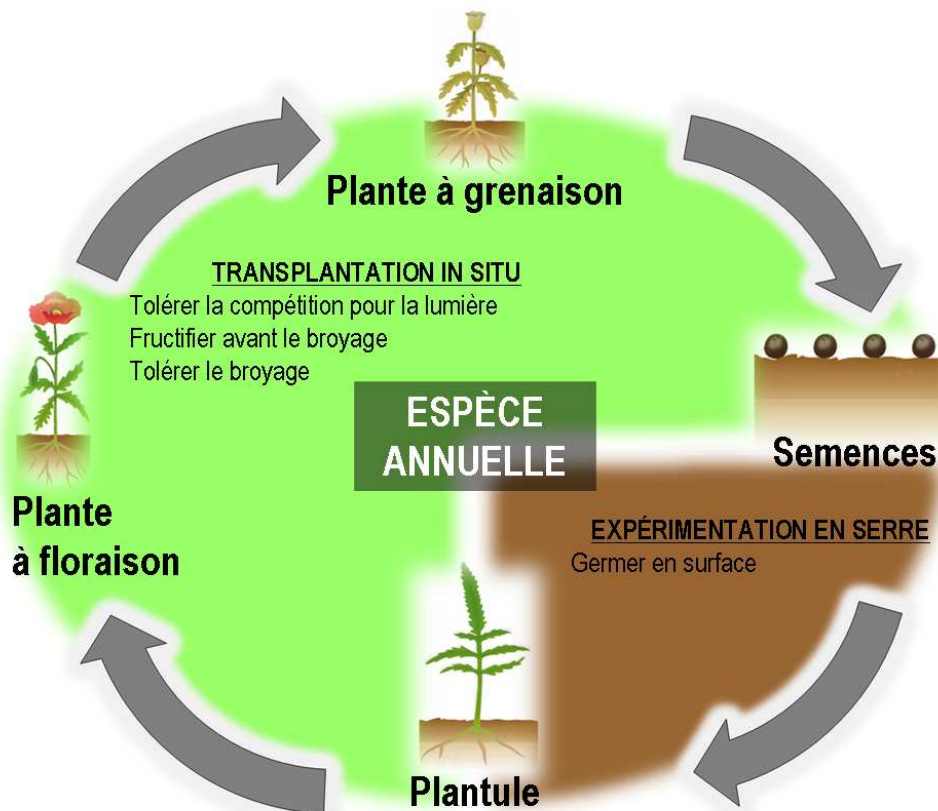 Plante à grenaison
TRANSPLANTATION IN SITU
Tolérer la compétition pour la lumière
Fructifier avant le broyage
Tolérer le broyage
ESPÈCE
ANNUELLE
Semences
Plante
à floraison
EXPÉRIMENTATION EN SERRE
Germer en surface
Plantule